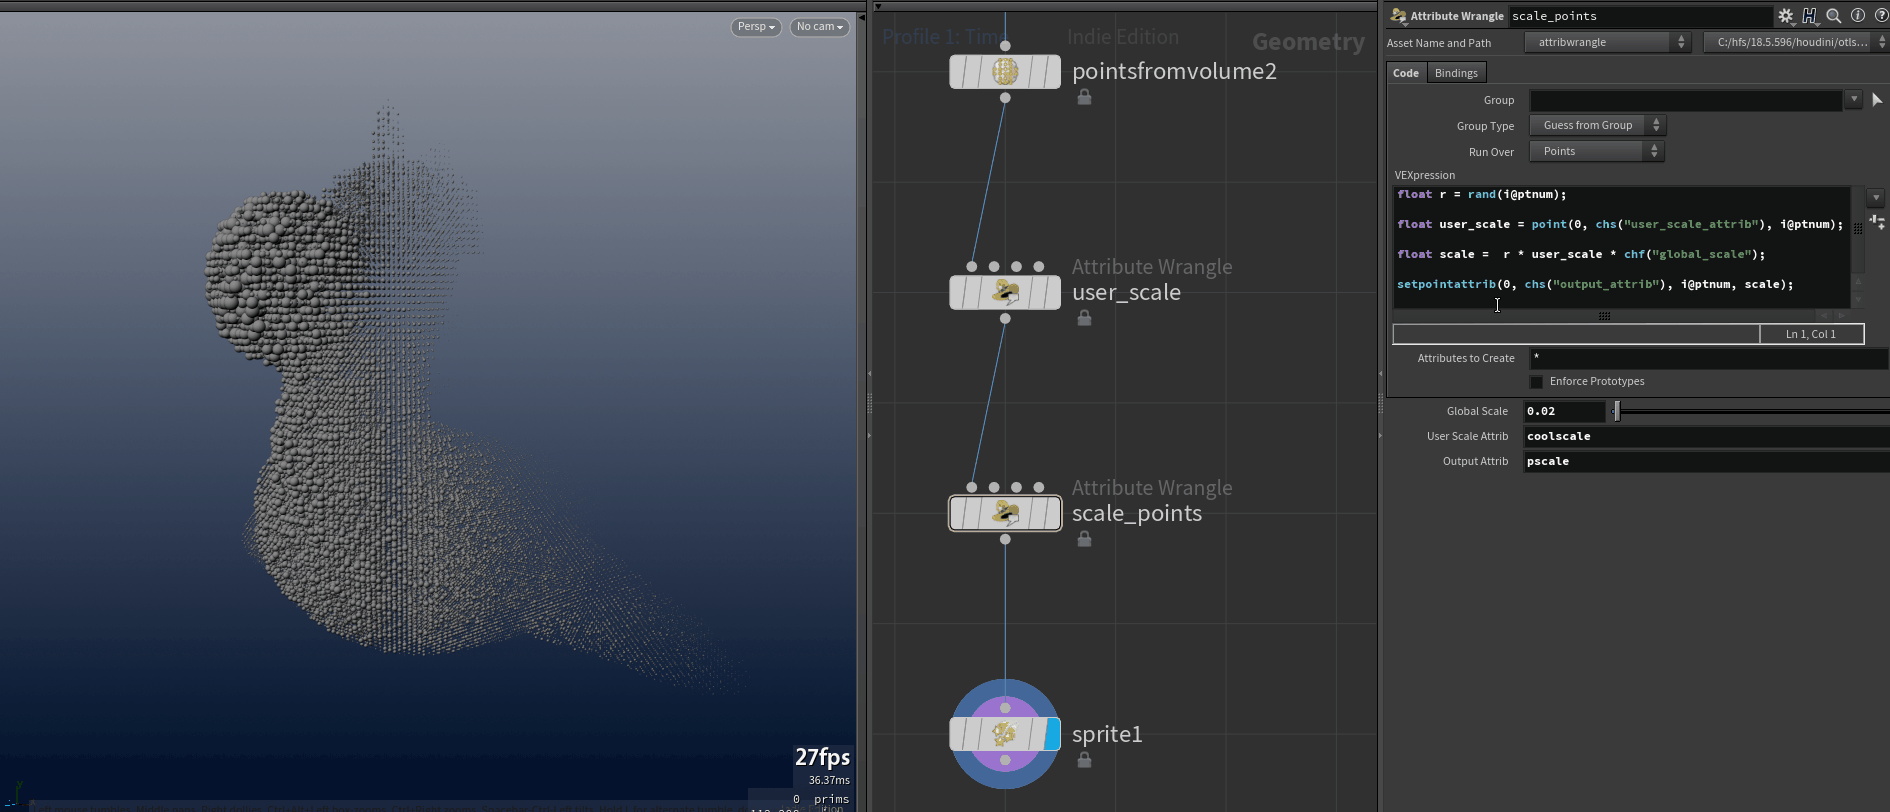 Persp
No cam
27fps
36.37ms
0 prims
Profile 1: Time
Indie Edition
Geometry
pointsfromvolume2
Attribute Wrangle
user_scale
Attribute Wrangle
scale_points
sprite1
Attribute Wrangle scale_points
Asset Name and Path attribwrangle C:/hfs/18.5.596/houdini/otls...
Code Bindings
Group
Group Type Guess from Group
Run Over Points
VEXpression
float r = rand(i@ptnum);
float user_scale = point(0, chs("user_scale_attrib"), i@ptnum);
float scale =  r * user_scale * chf("global_scale");
setpointattrib(0, chs("output_attrib"), i@ptnum, scale);
Ln 1, Col 1
Attributes to Create *
Enforce Prototypes
Global Scale 0.02
User Scale Attrib coolscale
Output Attrib pscale